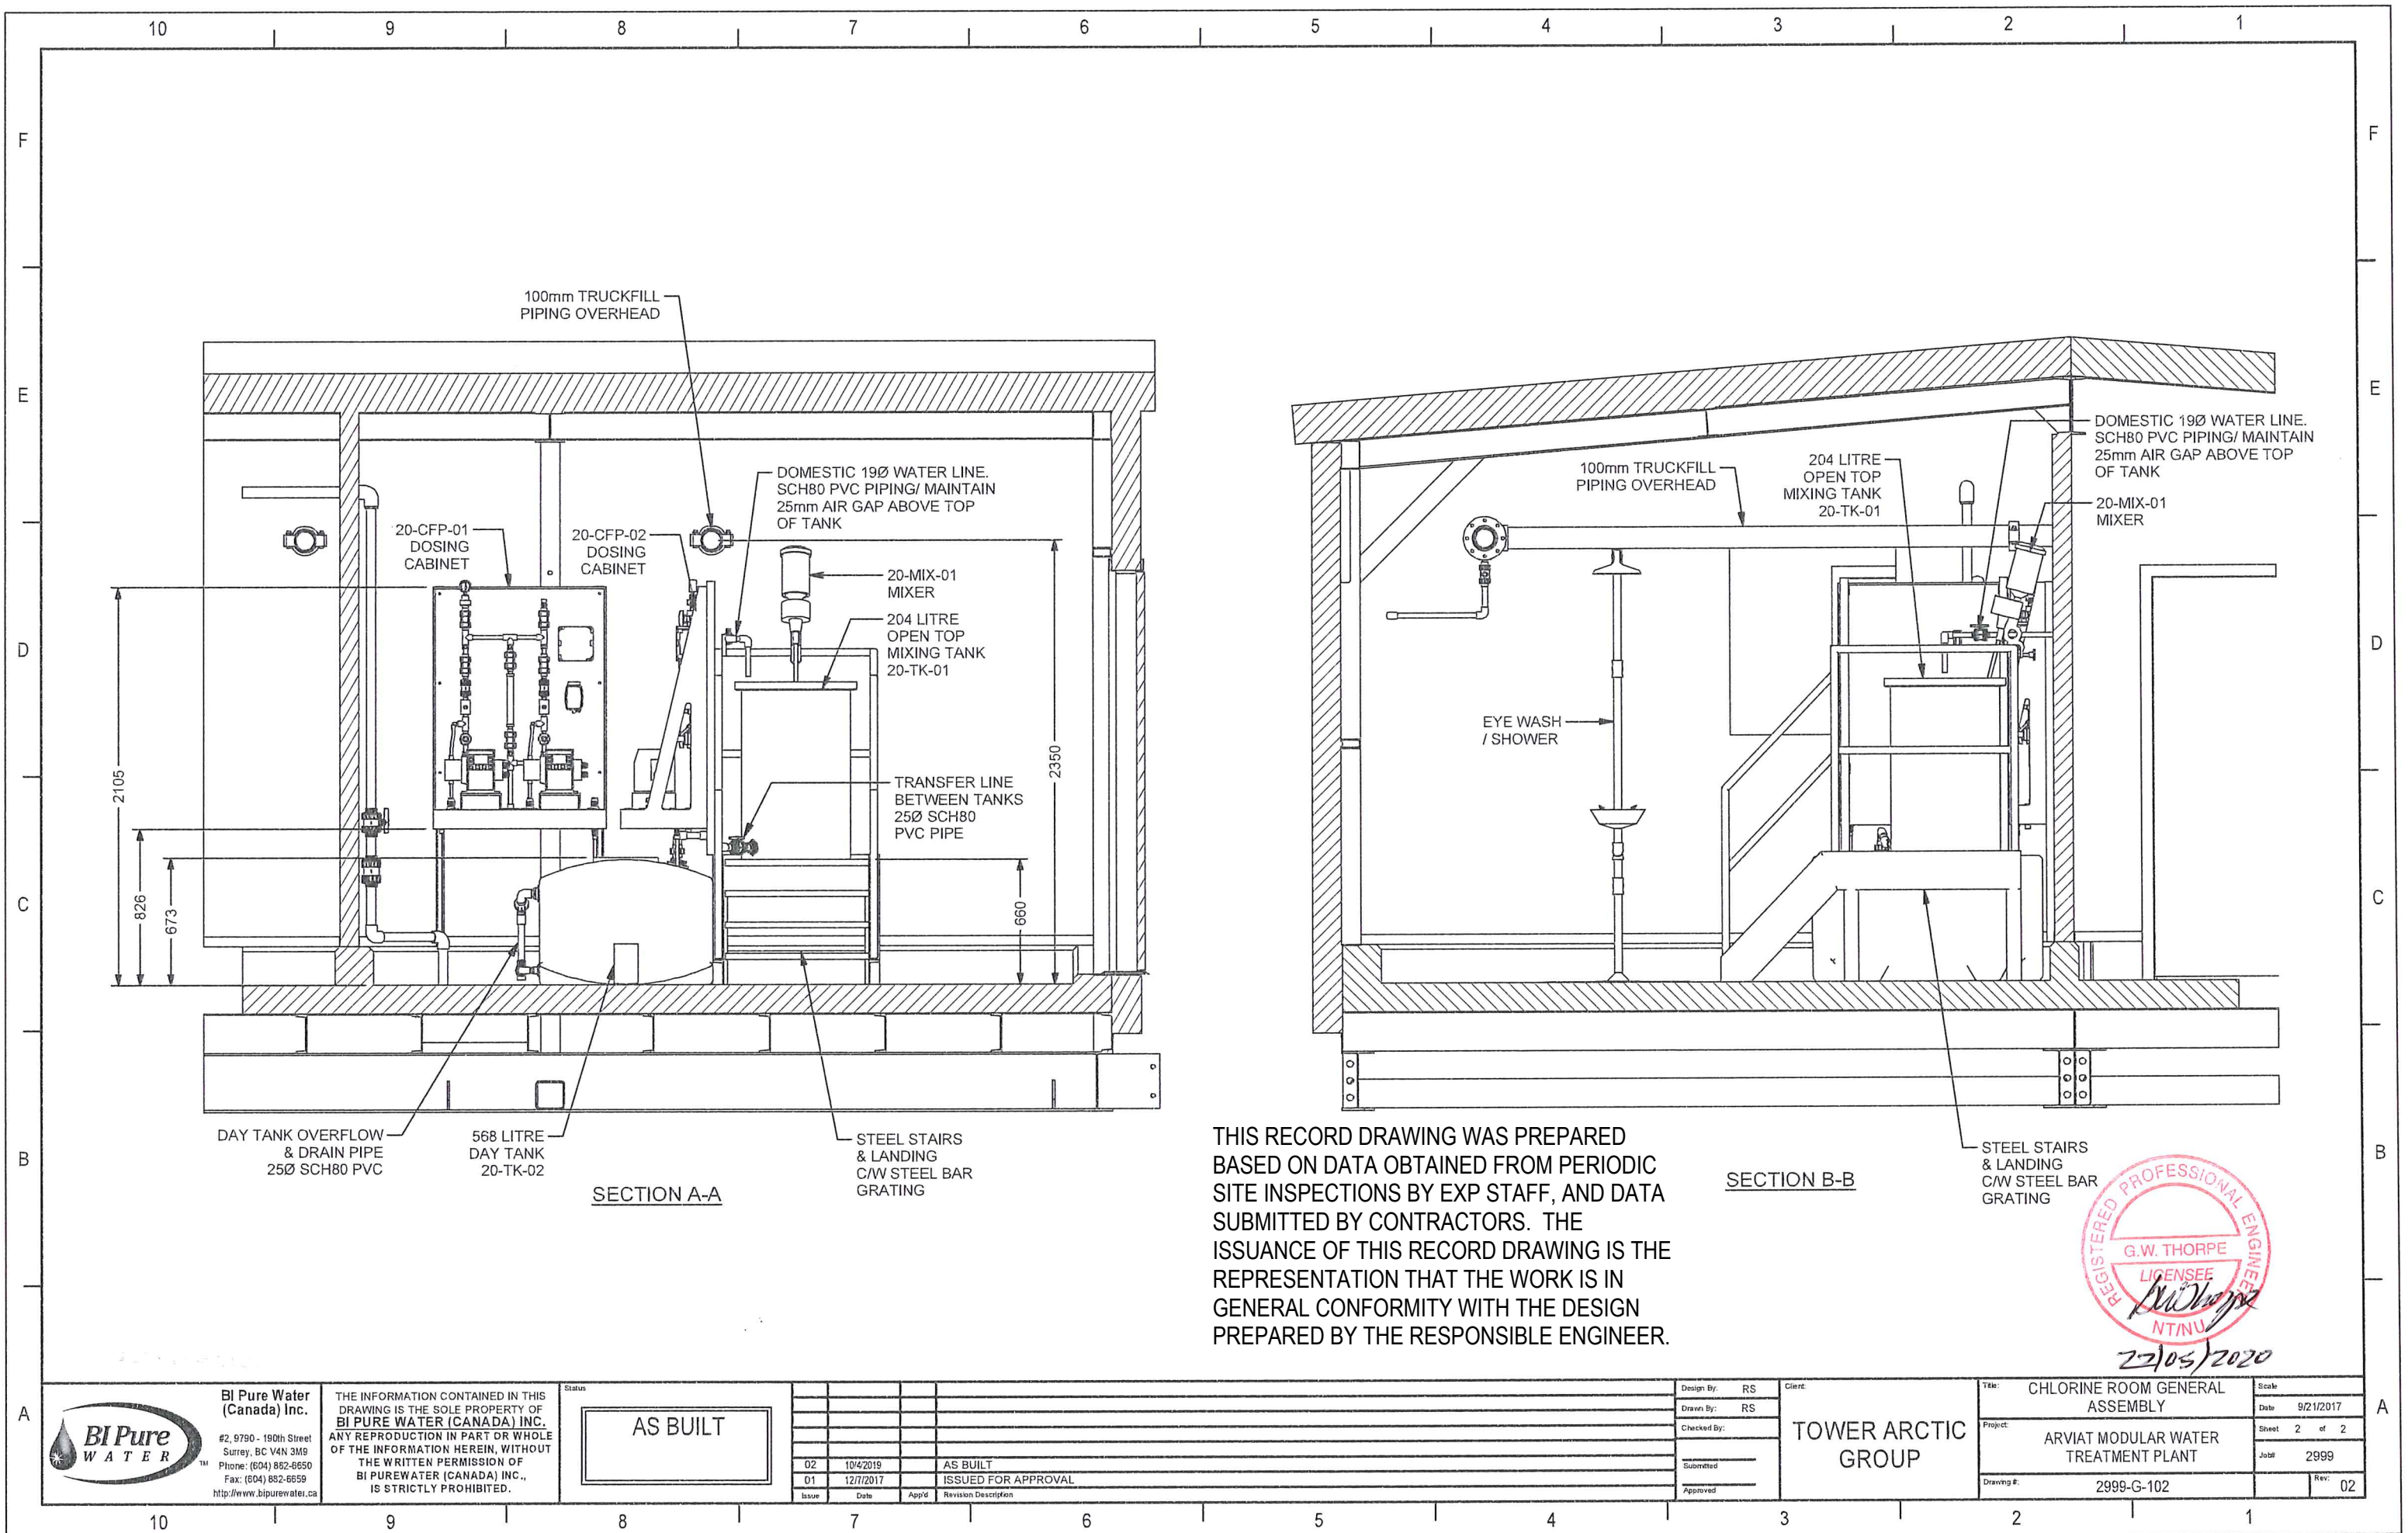 10 9 8 7 6 5 4 3 2 1
F
F
E
E
D
D
C
C
B
B
A
A
100mm TRUCKFILL
PIPING OVERHEAD
DOMESTIC 19Ø WATER LINE.
SCH80 PVC PIPING/ MAINTAIN
25mm AIR GAP ABOVE TOP
OF TANK
20-CFP-01
DOSING
CABINET
20-CFP-02
DOSING
CABINET
20-MIX-01
MIXER
204 LITRE
OPEN TOP
MIXING TANK
20-TK-01
TRANSFER LINE
BETWEEN TANKS
25Ø SCH80
PVC PIPE
2105
826
673
660
2350
DAY TANK OVERFLOW
& DRAIN PIPE
25Ø SCH80 PVC
568 LITRE
DAY TANK
20-TK-02
STEEL STAIRS
& LANDING
C/W STEEL BAR
GRATING
SECTION A-A
100mm TRUCKFILL
PIPING OVERHEAD
204 LITRE
OPEN TOP
MIXING TANK
20-TK-01
DOMESTIC 19Ø WATER LINE.
SCH80 PVC PIPING/ MAINTAIN
25mm AIR GAP ABOVE TOP
OF TANK
20-MIX-01
MIXER
EYE WASH
/ SHOWER
STEEL STAIRS
& LANDING
C/W STEEL BAR
GRATING
SECTION B-B
THIS RECORD DRAWING WAS PREPARED
BASED ON DATA OBTAINED FROM PERIODIC
SITE INSPECTIONS BY EXP STAFF, AND DATA
SUBMITTED BY CONTRACTORS. THE
ISSUANCE OF THIS RECORD DRAWING IS THE
REPRESENTATION THAT THE WORK IS IN
GENERAL CONFORMITY WITH THE DESIGN
PREPARED BY THE RESPONSIBLE ENGINEER.
REGISTERED PROFESSIONAL ENGINEER
G.W. THORPE
LICENSEE
NT/NU
22/05/2020
BI Pure
WATER
TM
BI Pure Water
(Canada) Inc.
#2, 9790 - 190th Street
Surrey, BC V4N 3M9
Phone: (604) 882-6650
Fax: (604) 882-6659
http://www.bipurewater.ca
THE INFORMATION CONTAINED IN THIS
DRAWING IS THE SOLE PROPERTY OF
BI PURE WATER (CANADA) INC.
ANY REPRODUCTION IN PART OR WHOLE
OF THE INFORMATION HEREIN, WITHOUT
THE WRITTEN PERMISSION OF
BI PUREWATER (CANADA) INC.,
IS STRICTLY PROHIBITED.
Status
AS BUILT
02 10/4/2019 AS BUILT
01 12/7/2017 ISSUED FOR APPROVAL
Issue Date App'd Revision Description
Design By: RS
Drawn By: RS
Checked By:
Submitted
Approved
Client:
TOWER ARCTIC
GROUP
Title: CHLORINE ROOM GENERAL
ASSEMBLY
Project:
ARVIAT MODULAR WATER
TREATMENT PLANT
Drawing #: 2999-G-102
Scale
Date 9/21/2017
Sheet 2 of 2
Job# 2999
Rev: 02
10 9 8 7 6 5 4 3 2 1